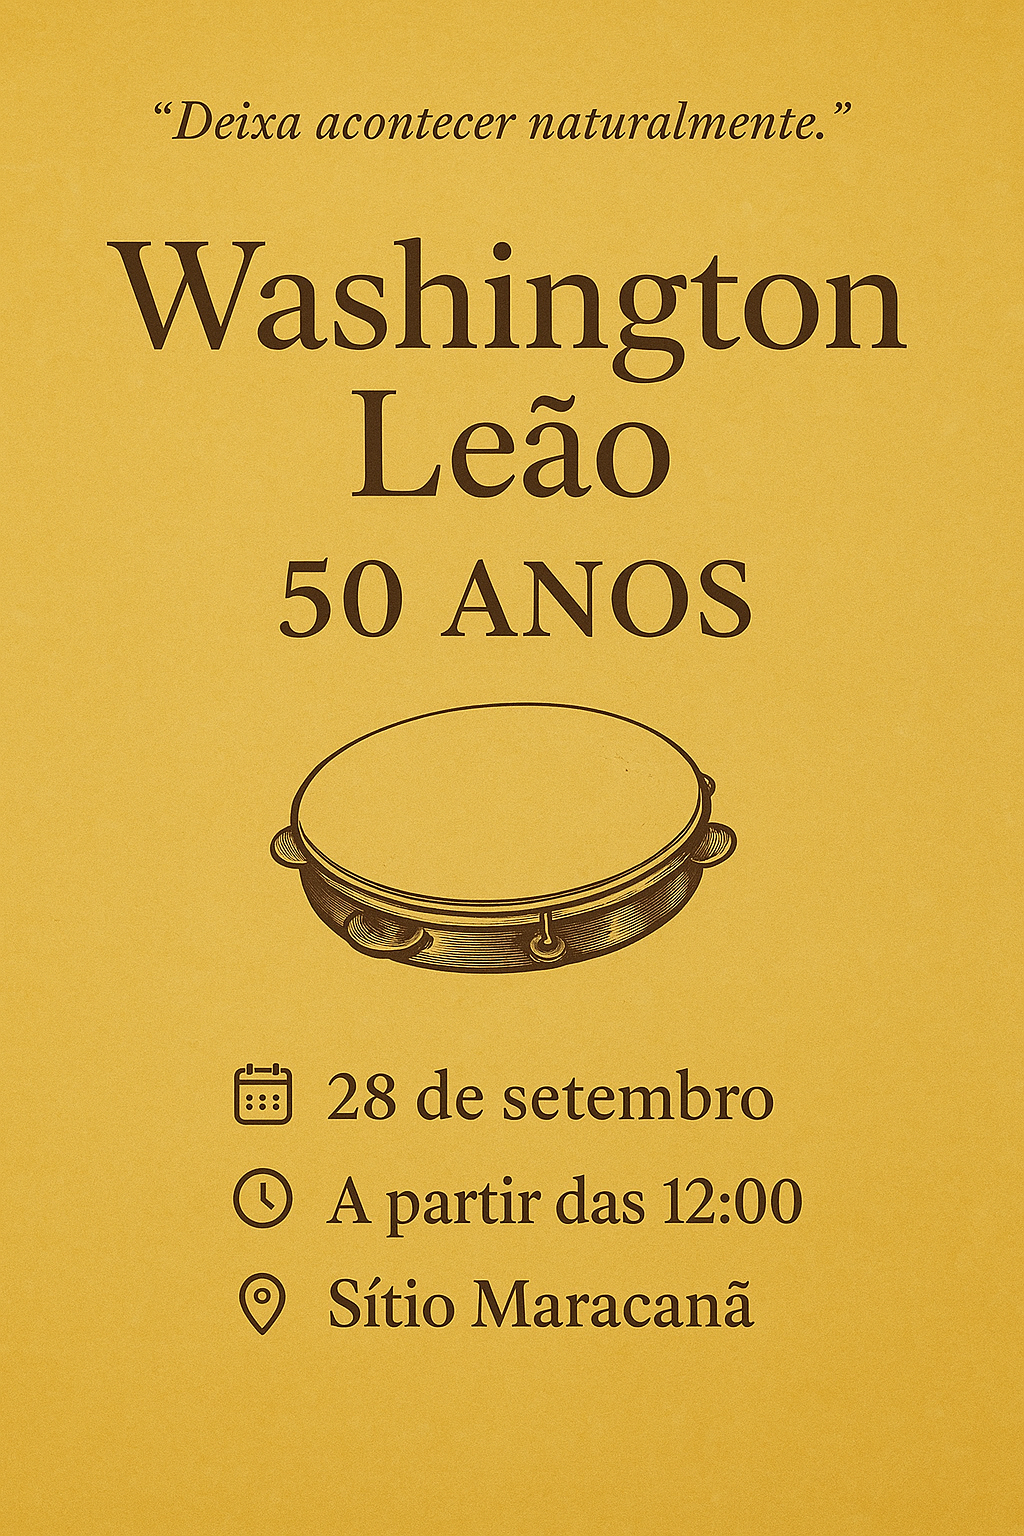 “Deixa acontecer naturalmente.”
Washington
Leão
50 ANOS
28 de setembro
A partir das 12:00
Sítio Maracanã